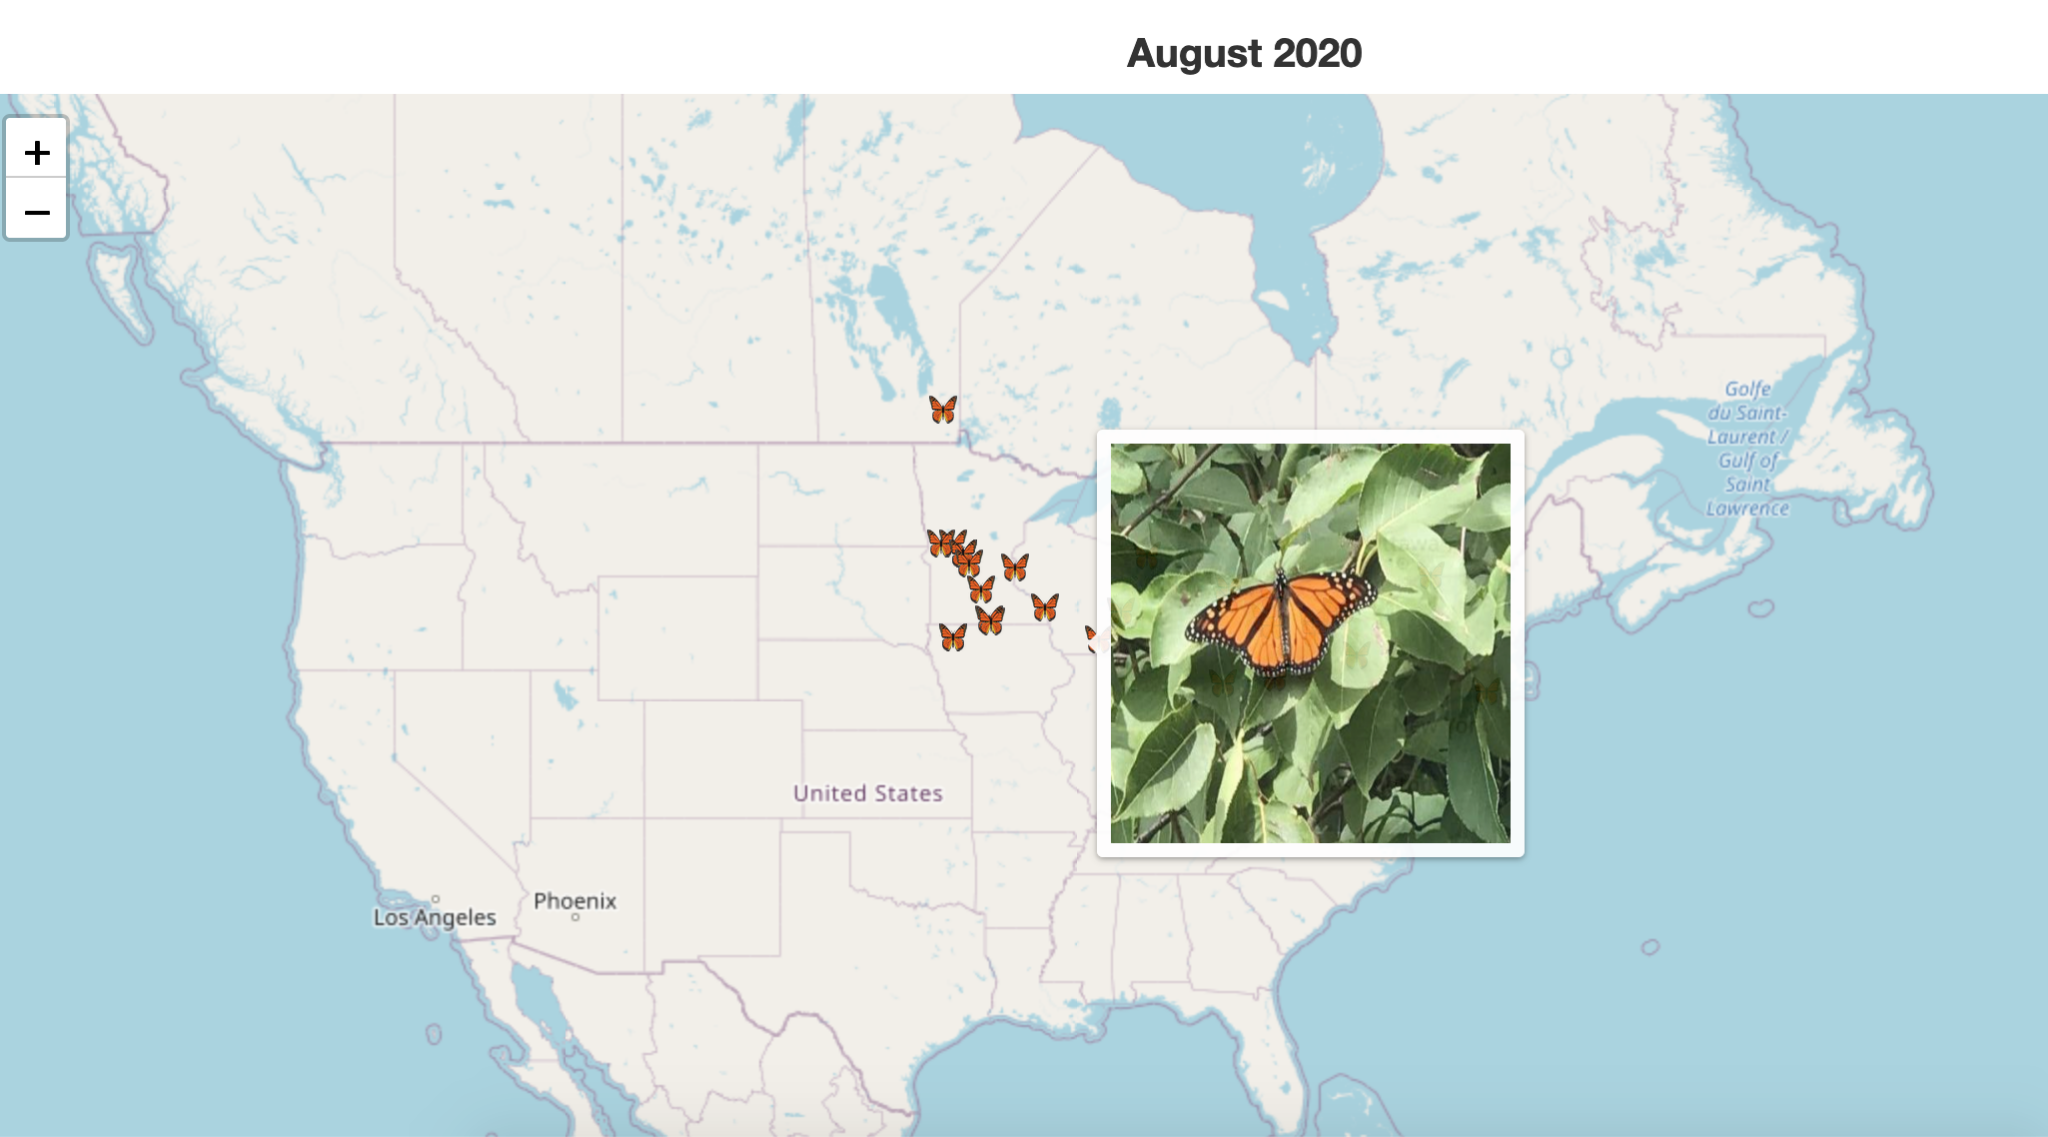 August 2020
+
−
Golfe
du Saint-
Laurent /
Gulf of
Saint
Lawrence
United States
Phoenix
Los Angeles